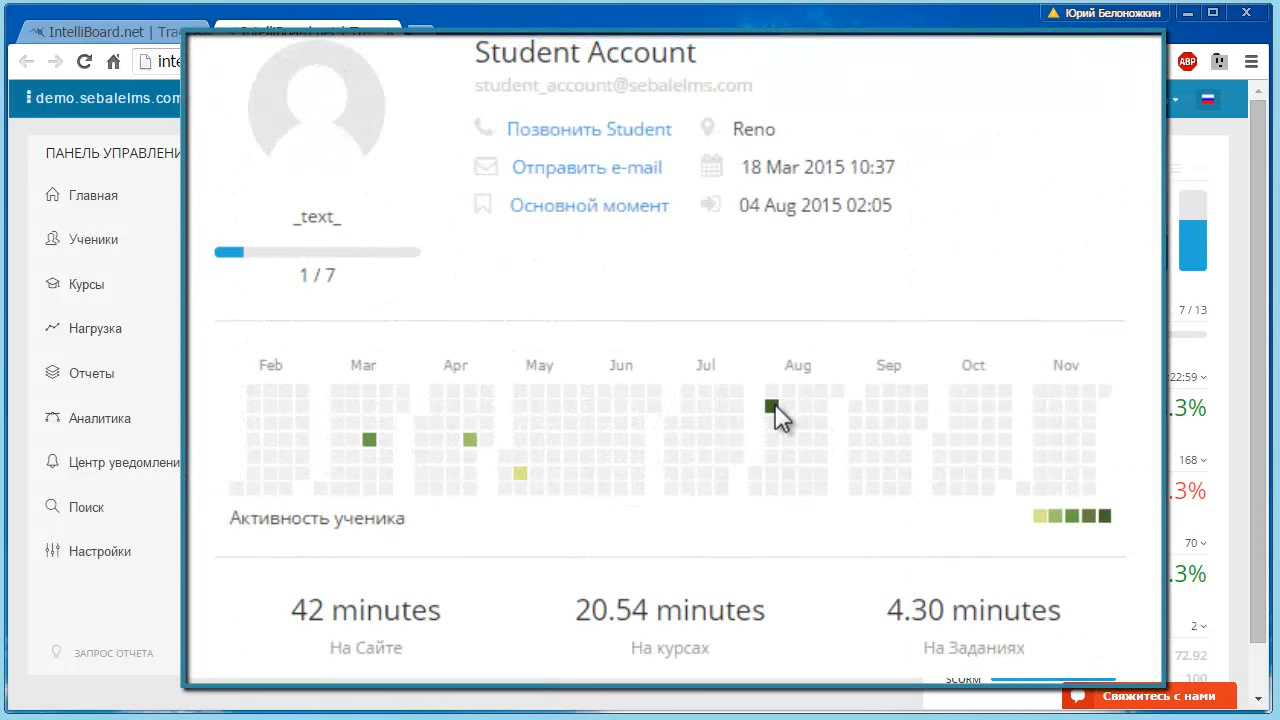 Юрий Белоножкин
IntelliBoard.net | Trac
demo.sebalelms.com
ПАНЕЛЬ УПРАВЛЕНИ
Главная
Ученики
Курсы
Нагрузка
Отчеты
Аналитика
Центр уведомлени
Поиск
Настройки
ЗАПРОС ОТЧЕТА
Student Account
student_account@sebalelms.com
Позвонить Student
Reno
Отправить e-mail
18 Mar 2015 10:37
Основной момент
04 Aug 2015 02:05
_text_
1 / 7
Feb Mar Apr May Jun Jul Aug Sep Oct Nov
Активность ученика
42 minutes
20.54 minutes
4.30 minutes
На Сайте
На курсах
На Заданиях
ABP
7 / 13
:22:59
.3%
168
.3%
70
.3%
2
72.92
100
SCORM
Свяжитесь с нами